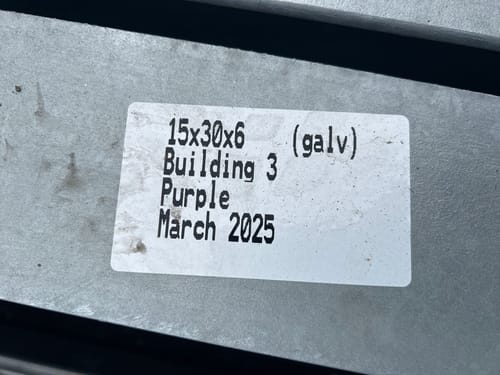 15x30x6 (galv)
Building 3
Purple
March 2025